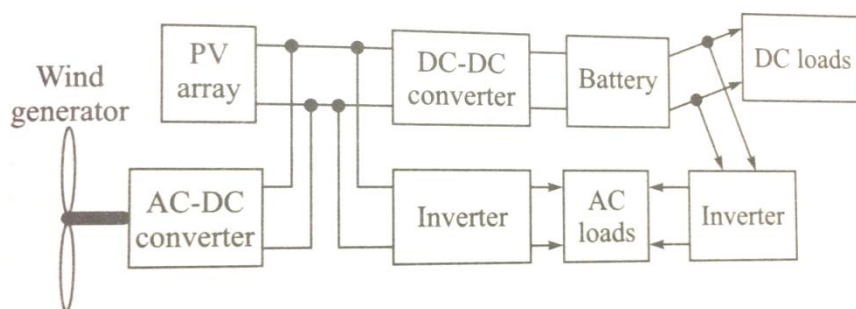 PV
array
DC-DC
converter
Battery
DC loads
Wind
generator
AC-DC
converter
Inverter
AC
loads
Inverter